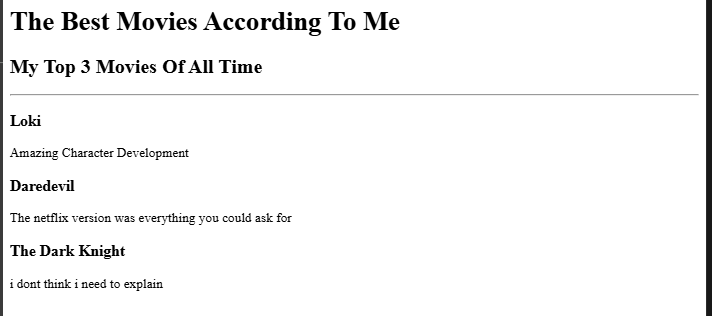 The Best Movies According To Me
My Top 3 Movies Of All Time
Loki
Amazing Character Development
Daredevil
The netflix version was everything you could ask for
The Dark Knight
i dont think i need to explain